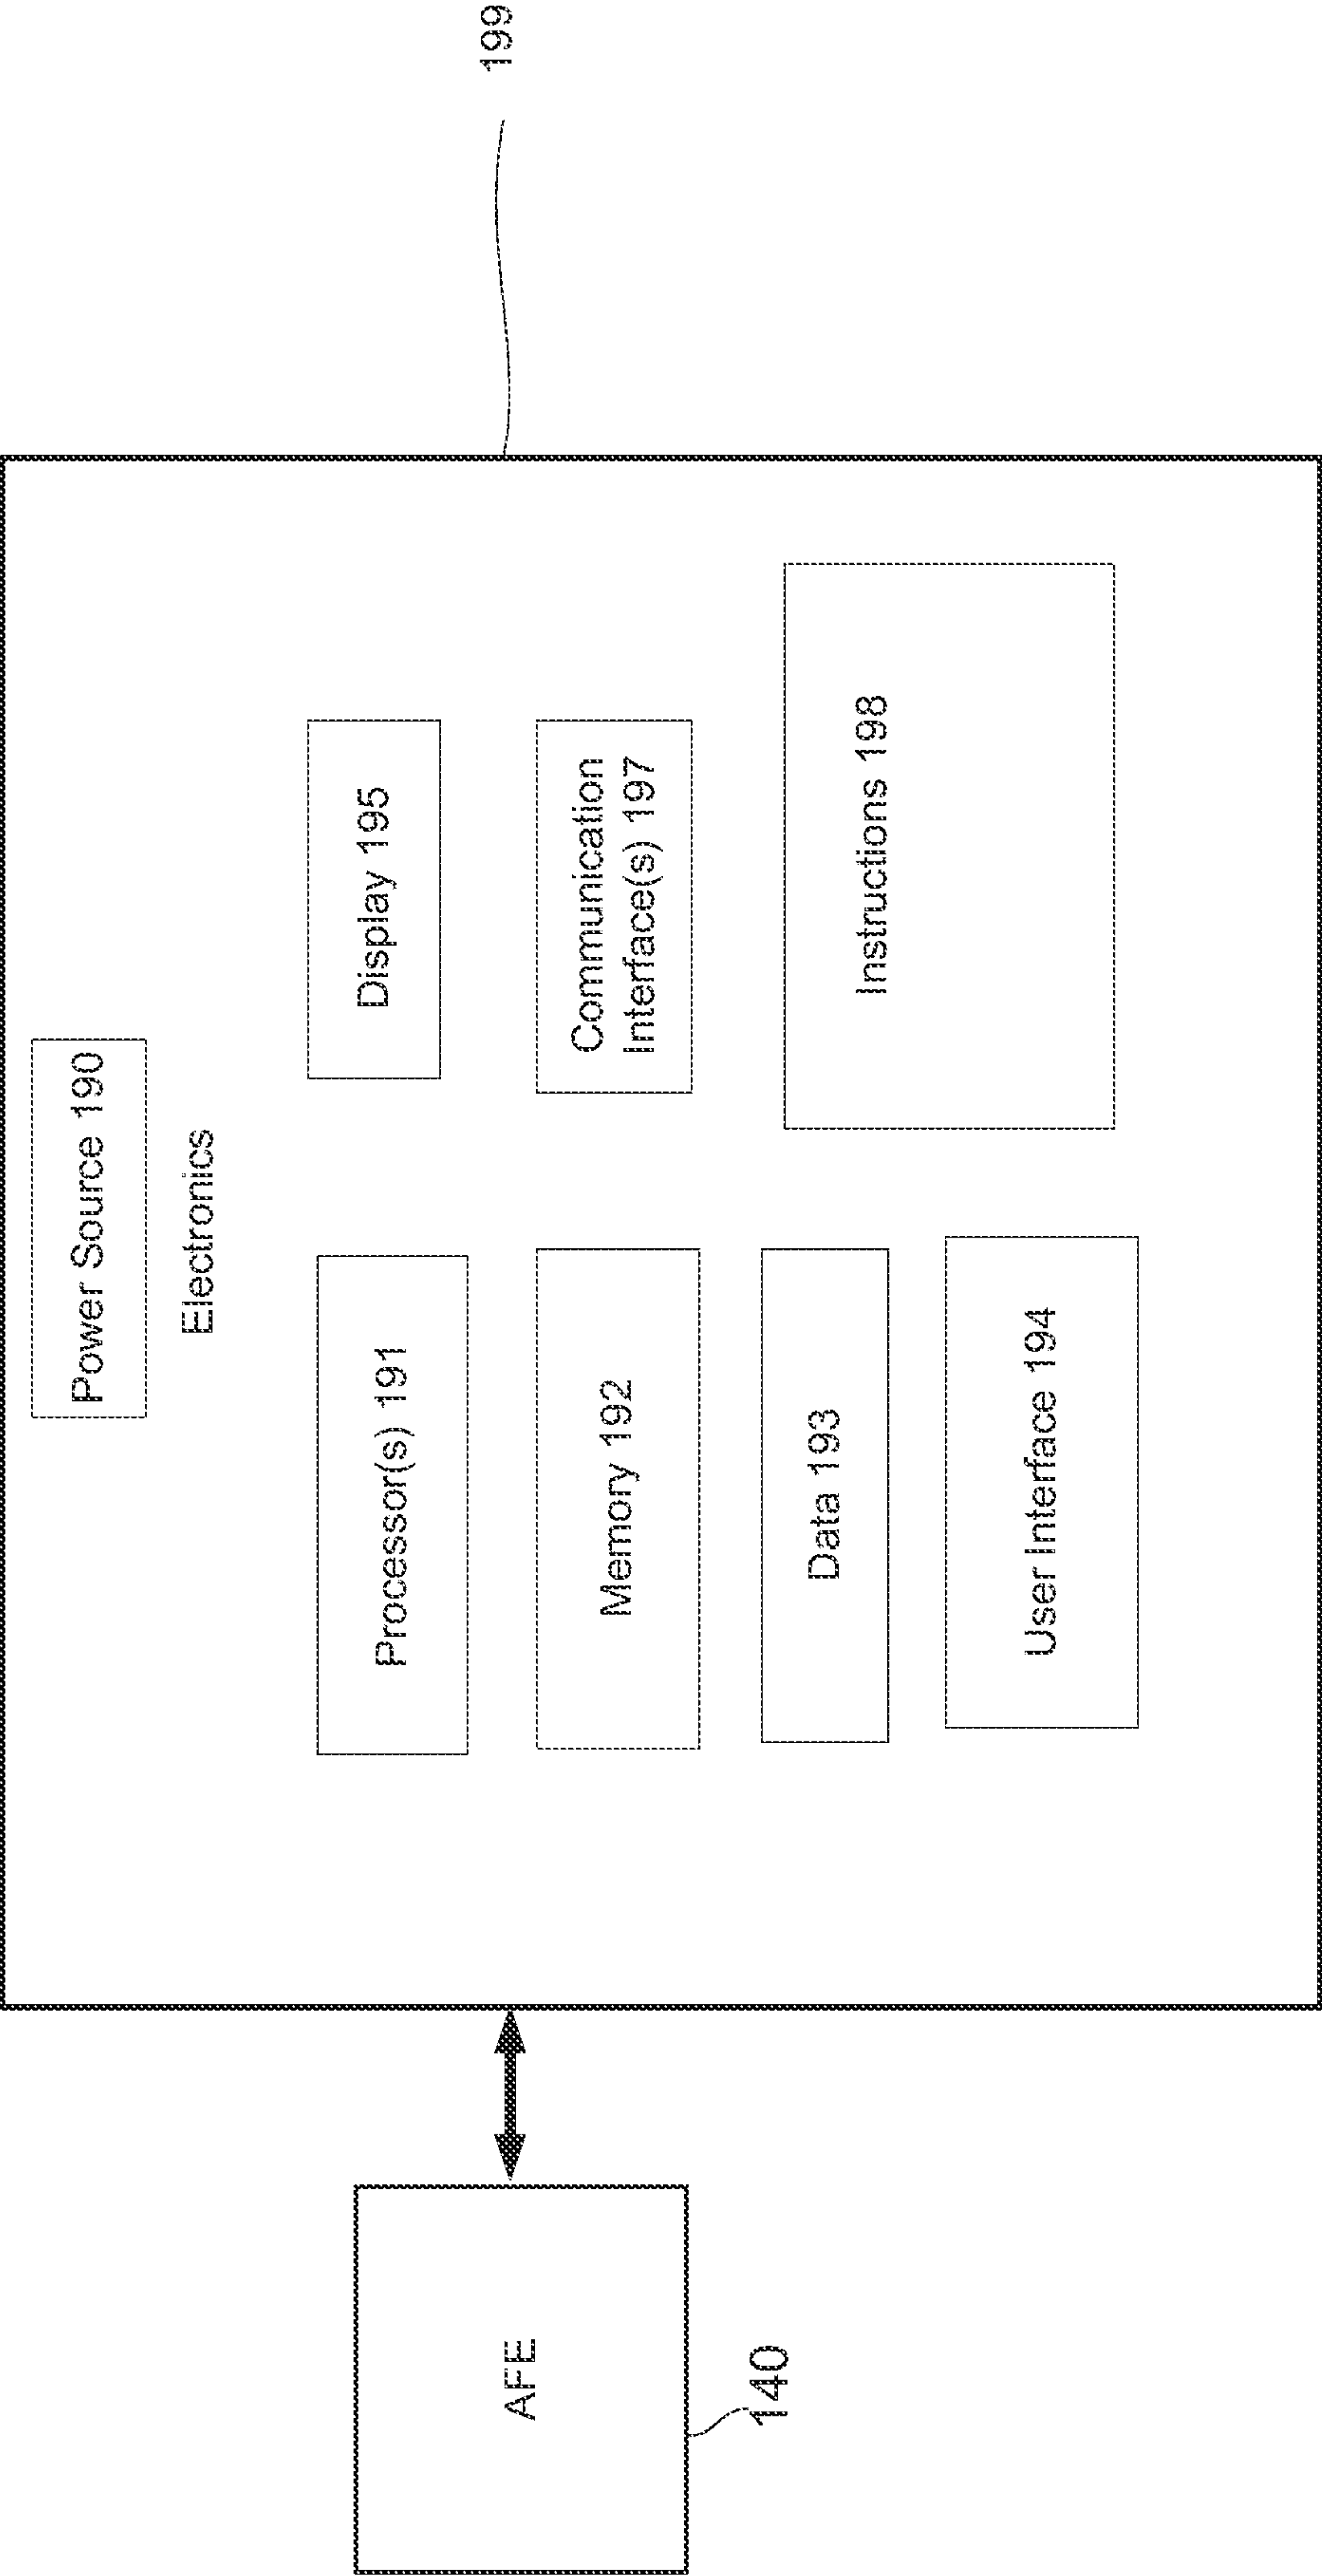 199
Power Source 190
Electronics
Processor(s) 191
Display 195
Memory 192
Communication
Interface(s) 197
Data 193
Instructions 198
User Interface 194
AFE
140